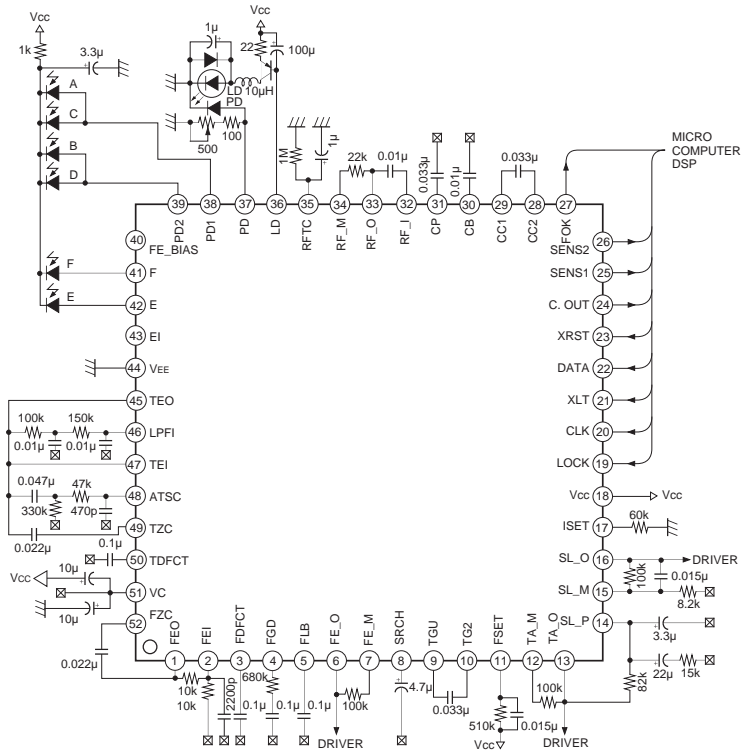 Vcc
1k
3.3µ
A
C
B
D
F
E
1µ
LD
PD
10µH
500
100
Vcc
22
100µ
1M
1µ
22k
0.01µ
0.033µ
0.01µ
0.033µ
MICRO
COMPUTER
DSP
39 38 37 36 35 34 33 32 31 30 29 28 27
PD2 PD1 PD LD RFTC RF_M RF_O RF_I CP CB CC1 CC2 FOK
40 FE_BIAS
41 F
42 E
43 EI
44 VEE
45 TEO
46 LPFI
47 TEI
48 ATSC
49 TZC
50 TDFCT
51 VC
52 FZC
100k 150k
0.01µ 0.01µ
0.047µ 47k
330k 470p
0.022µ
0.1µ
10µ
Vcc
10µ
SENS2 26
SENS1 25
C. OUT 24
XRST 23
DATA 22
XLT 21
CLK 20
LOCK 19
Vcc 18 Vcc
ISET 17
60k
SL_O 16
DRIVER
100k
0.015µ
SL_M 15
8.2k
SL_P 14
3.3µ
22µ
15k
82k
FEO FEI FDFCT FGD FLB FE_O FE_M SRCH TGU TG2 FSET TA_M TA_O
1 2 3 4 5 6 7 8 9 10 11 12 13
0.022µ
10k
10k
2200p
0.1µ
680k
0.1µ
0.1µ
100k
DRIVER
4.7µ
0.033µ
510k
0.015µ
Vcc
100k
DRIVER